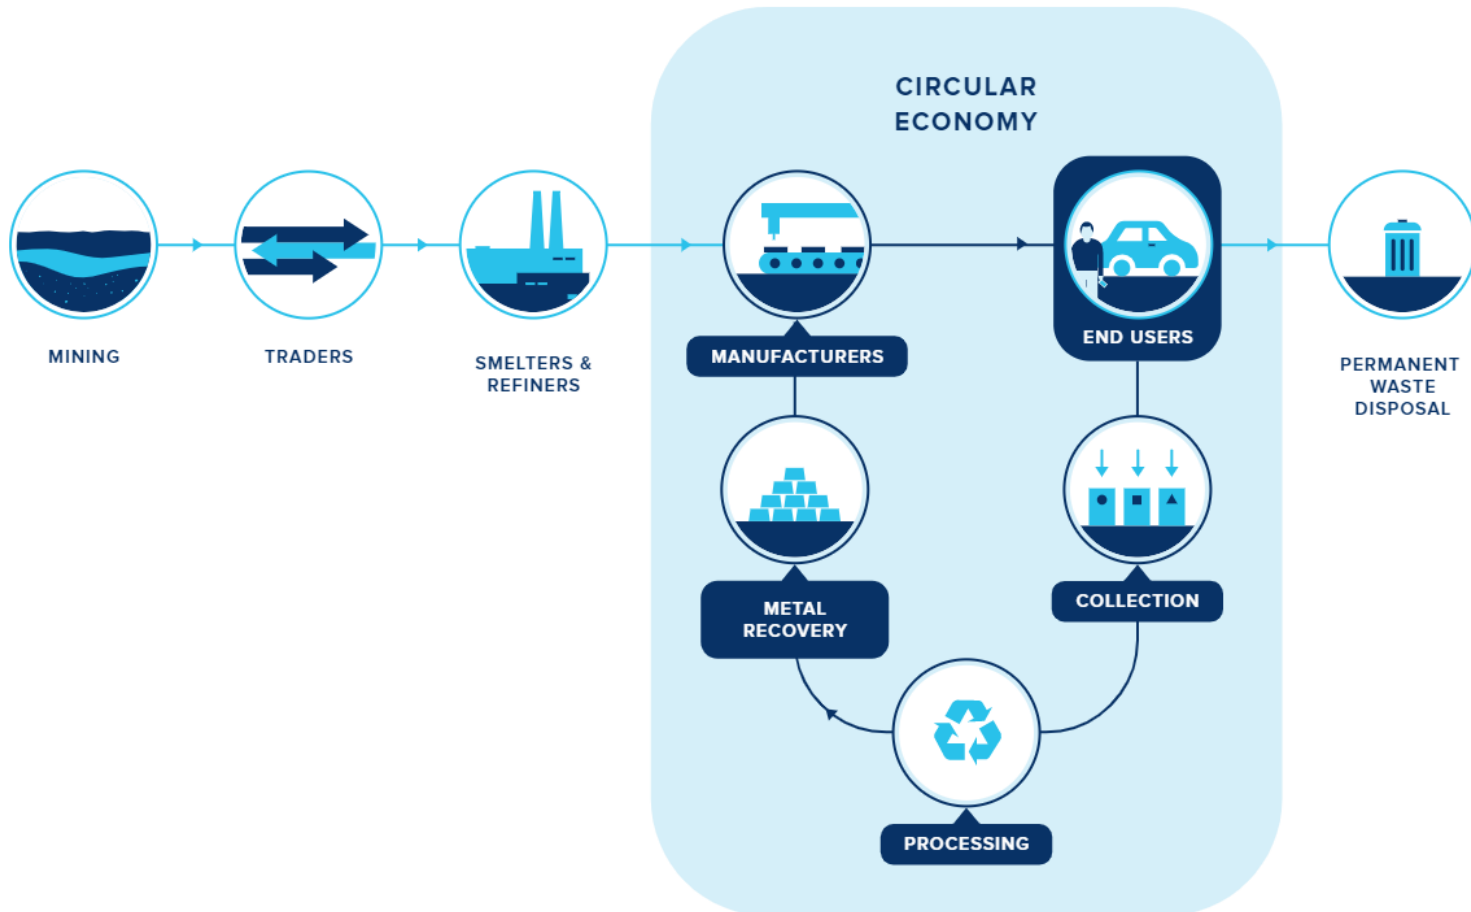 CIRCULAR
ECONOMY
MINING
TRADERS
SMELTERS &
REFINERS
MANUFACTURERS
END USERS
PERMANENT
WASTE
DISPOSAL
METAL
RECOVERY
COLLECTION
PROCESSING